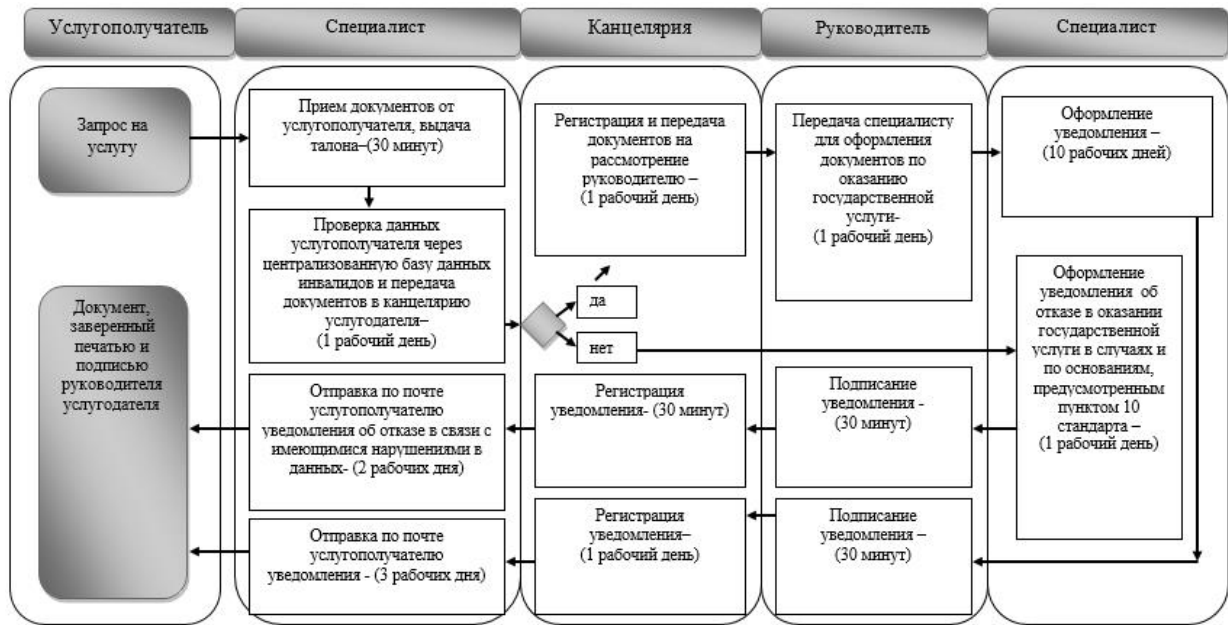 Услугополучатель
Специалист
Канцелярия
Руководитель
Специалист
Запрос на
услугу
Прием документов от
услугополучателя, выдача
талона–(30 минут)
Регистрация и передача
документов на
рассмотрение
руководителю –
(1 рабочий день)
Передача специалисту
для оформления
документов по
оказанию
государственной
услуги-
(1 рабочий день)
Оформление
уведомления –
(10 рабочих дней)
Проверка данных
услугополучателя через
централизованную базу данных
инвалидов и передача
документов в канцелярию
услугодателя–
(1 рабочий день)
да
нет
Оформление
уведомления об
отказе в оказании
государственной
услуги в случаях и
по основаниям,
предусмотренным
пунктом 10
стандарта –
(1 рабочий день)
Документ,
заверенный
печатью и
подписью
руководителя
услугодателя
Отправка по почте
услугополучателю
уведомления об отказе в связи с
имеющимися нарушениями в
данных- (2 рабочих дня)
Регистрация
уведомления- (30 минут)
Подписание
уведомления -
(30 минут)
Отправка по почте
услугополучателю
уведомления - (3 рабочих дня)
Регистрация
уведомления–
(1 рабочий день)
Подписание
уведомления –
(30 минут)